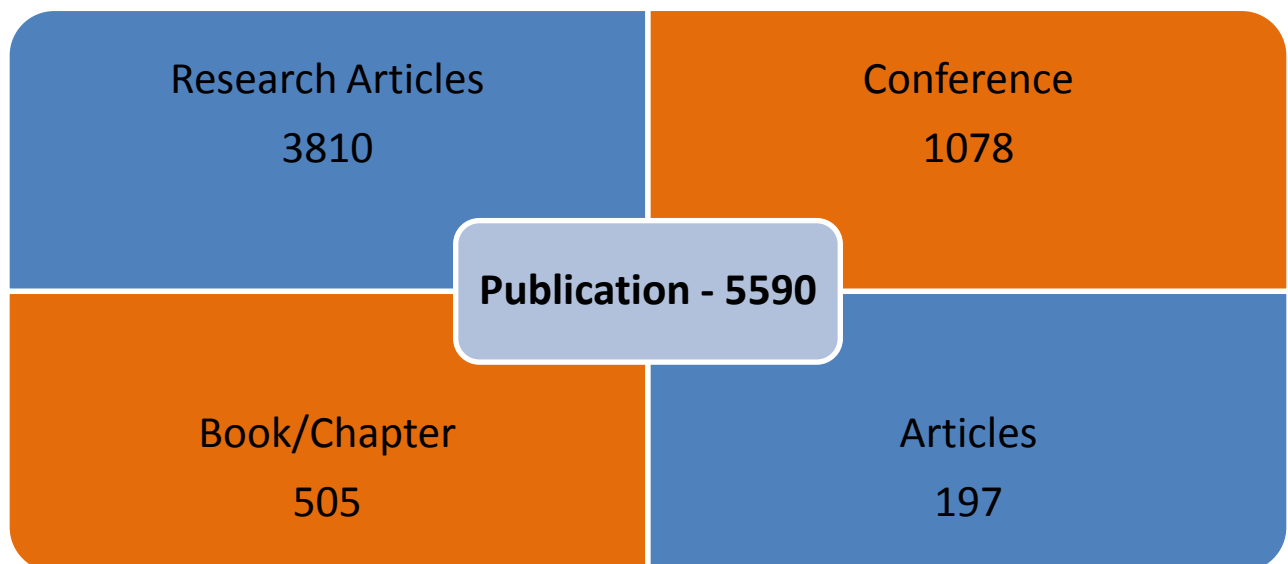 Research Articles
3810
Conference
1078
Publication - 5590
Book/Chapter
505
Articles
197